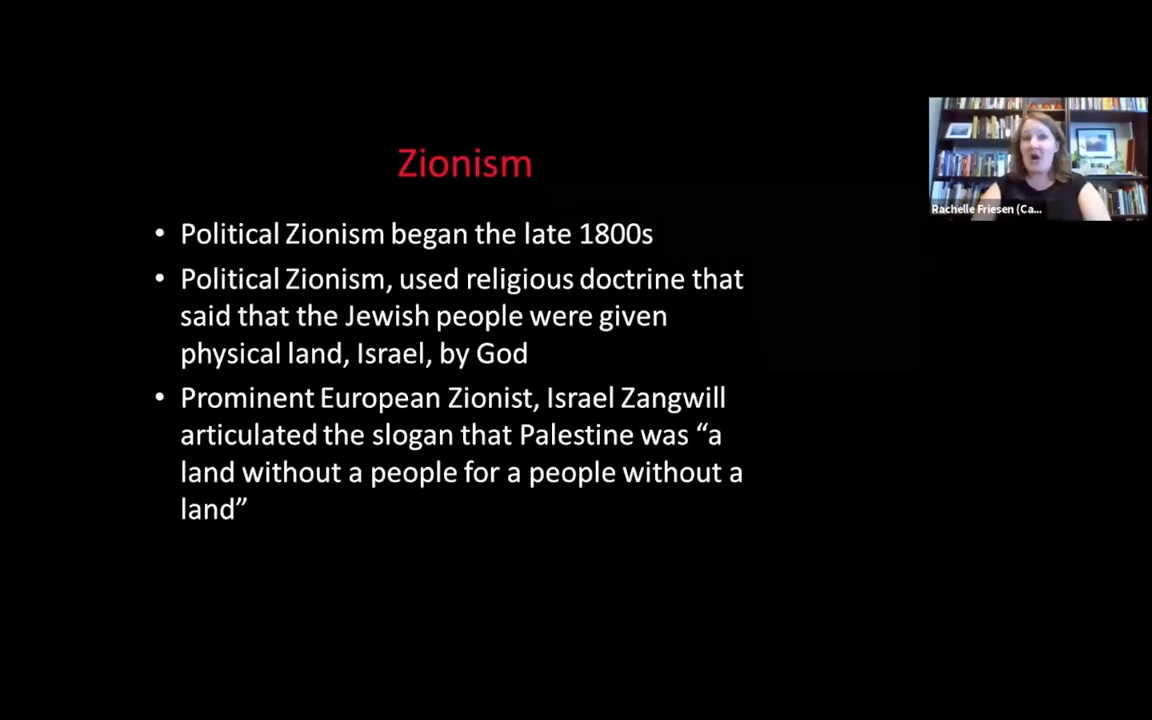 Zionism
• Political Zionism began the late 1800s
• Political Zionism, used religious doctrine that
said that the Jewish people were given
physical land, Israel, by God
• Prominent European Zionist, Israel Zangwill
articulated the slogan that Palestine was “a
land without a people for a people without a
land”
Rachelle Friesen (Ca...